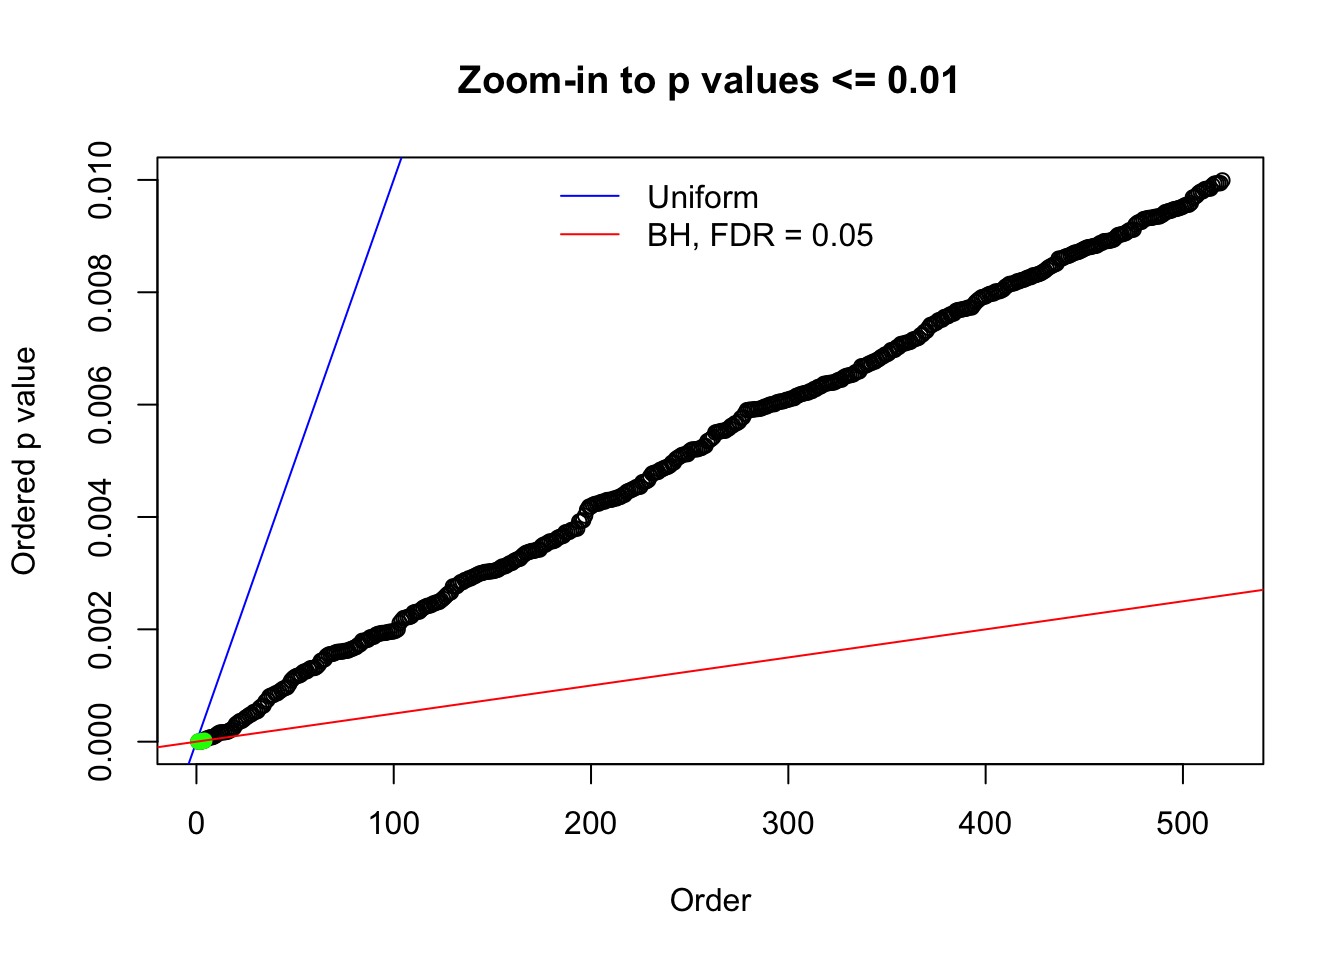 Zoom-in to p values <= 0.01
Uniform
BH, FDR = 0.05
Ordered p value
0.010
0.008
0.006
0.004
0.002
0.000
0 100 200 300 400 500
Order